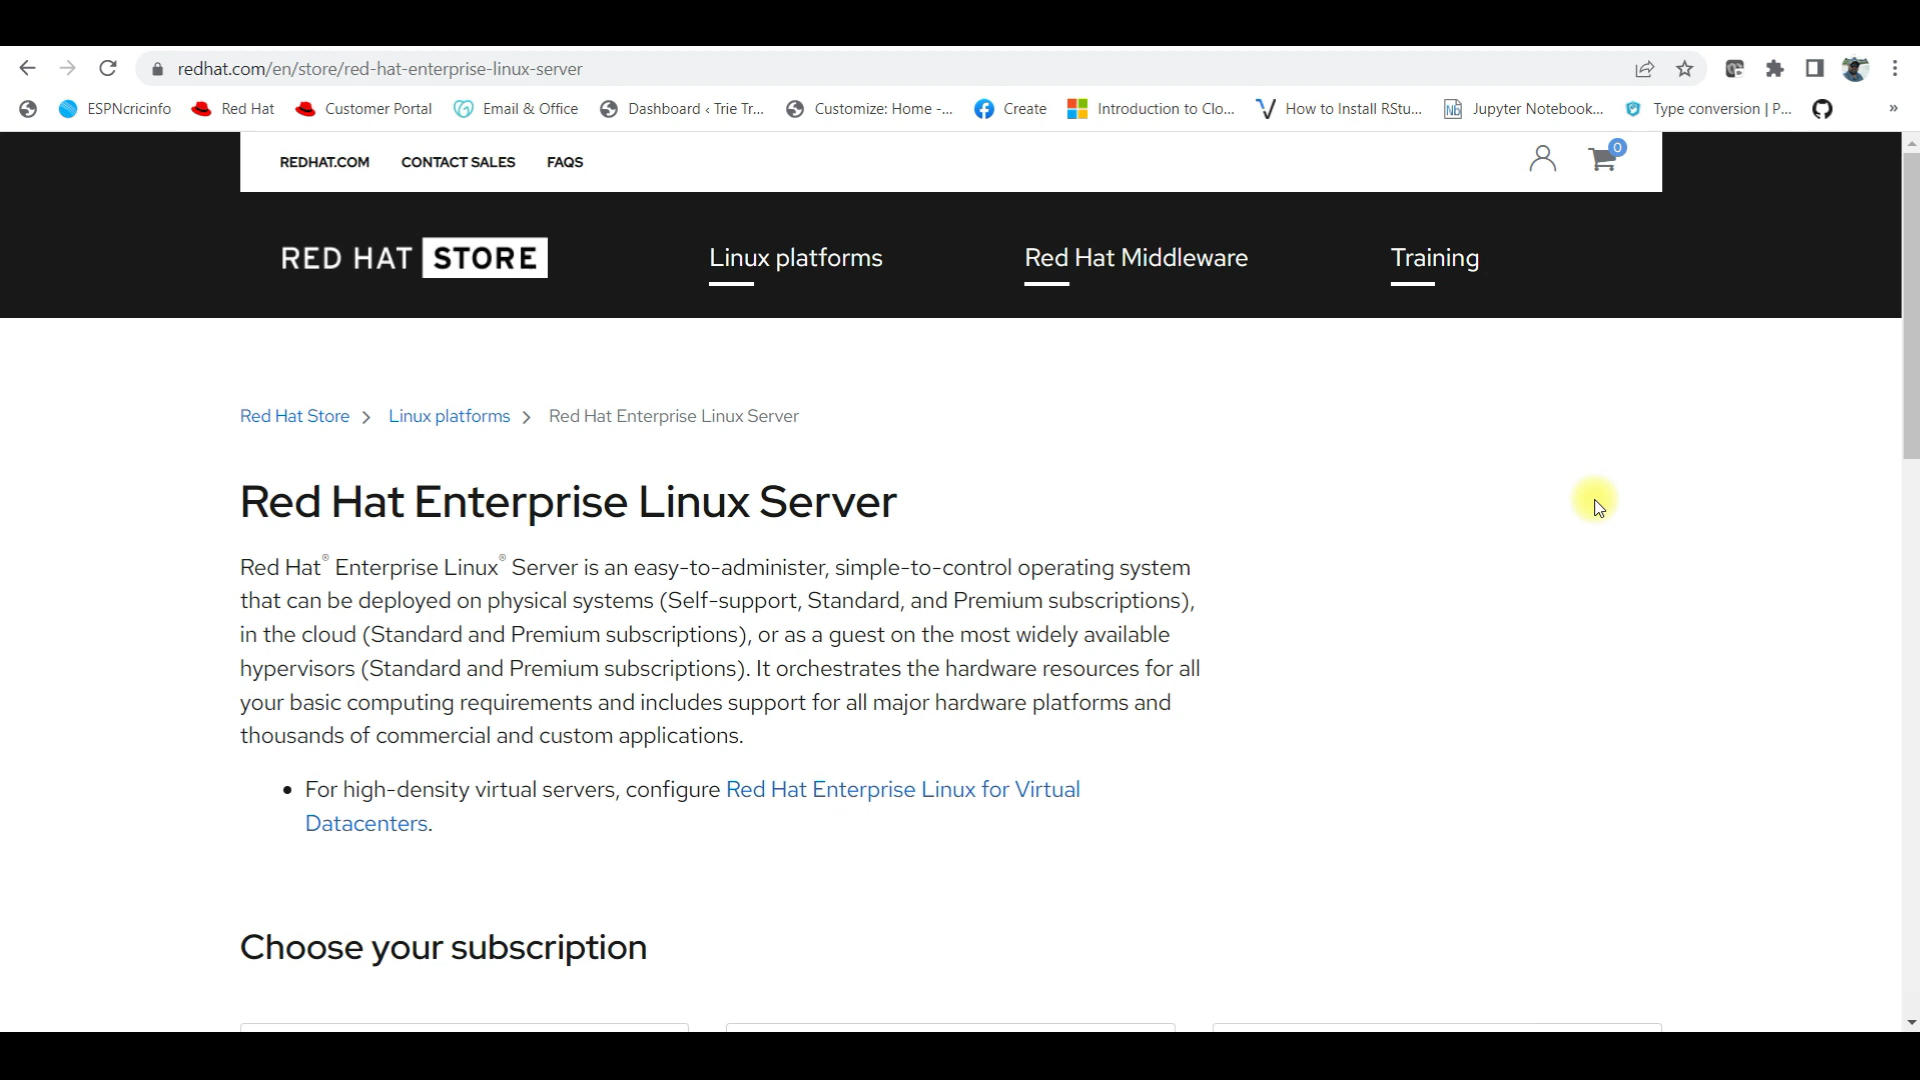 redhat.com/en/store/red-hat-enterprise-linux-server
ESPNcricinfo Red Hat Customer Portal Email & Office Dashboard ‹ Trie Tr... Customize: Home -... Create Introduction to Clo... How to Install RStu... Jupyter Notebook... Type conversion | P... »
REDHAT.COM CONTACT SALES FAQS 0
RED HAT STORE Linux platforms Red Hat Middleware Training
Red Hat Store > Linux platforms > Red Hat Enterprise Linux Server
Red Hat Enterprise Linux Server
Red Hat® Enterprise Linux® Server is an easy-to-administer, simple-to-control operating system
that can be deployed on physical systems (Self-support, Standard, and Premium subscriptions),
in the cloud (Standard and Premium subscriptions), or as a guest on the most widely available
hypervisors (Standard and Premium subscriptions). It orchestrates the hardware resources for all
your basic computing requirements and includes support for all major hardware platforms and
thousands of commercial and custom applications.
• For high-density virtual servers, configure Red Hat Enterprise Linux for Virtual
Datacenters.
Choose your subscription